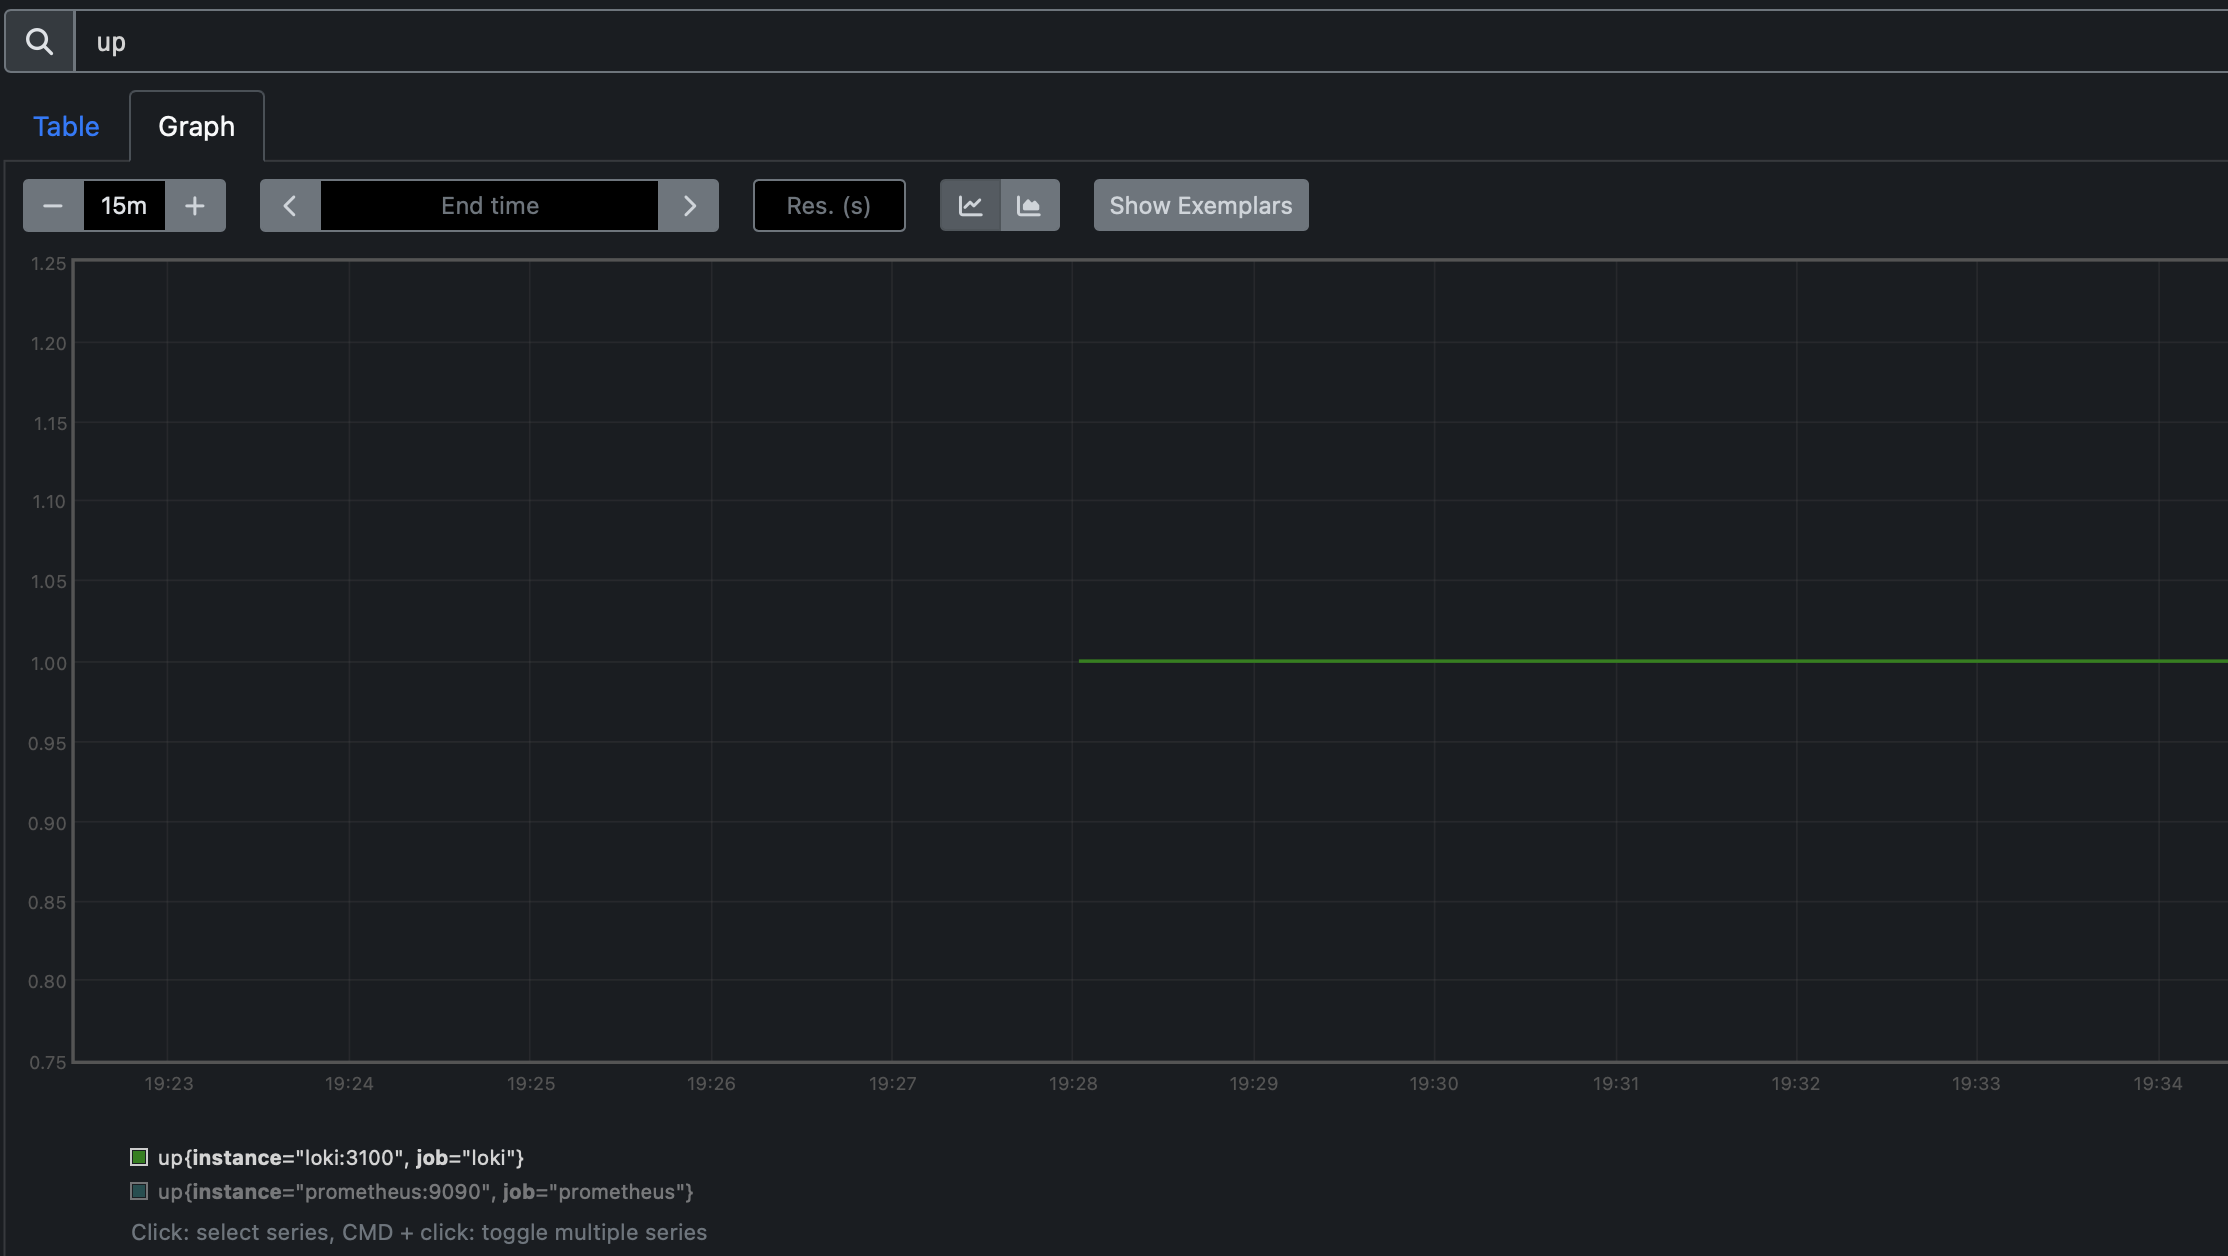 up
Table Graph
− 15m + End time Res. (s) Show Exemplars
1.25
1.20
1.15
1.10
1.05
1.00
0.95
0.90
0.85
0.80
0.75
19:23 19:24 19:25 19:26 19:27 19:28 19:29 19:30 19:31 19:32 19:33 19:34
up{instance="loki:3100", job="loki"}
up{instance="prometheus:9090", job="prometheus"}
Click: select series, CMD + click: toggle multiple series